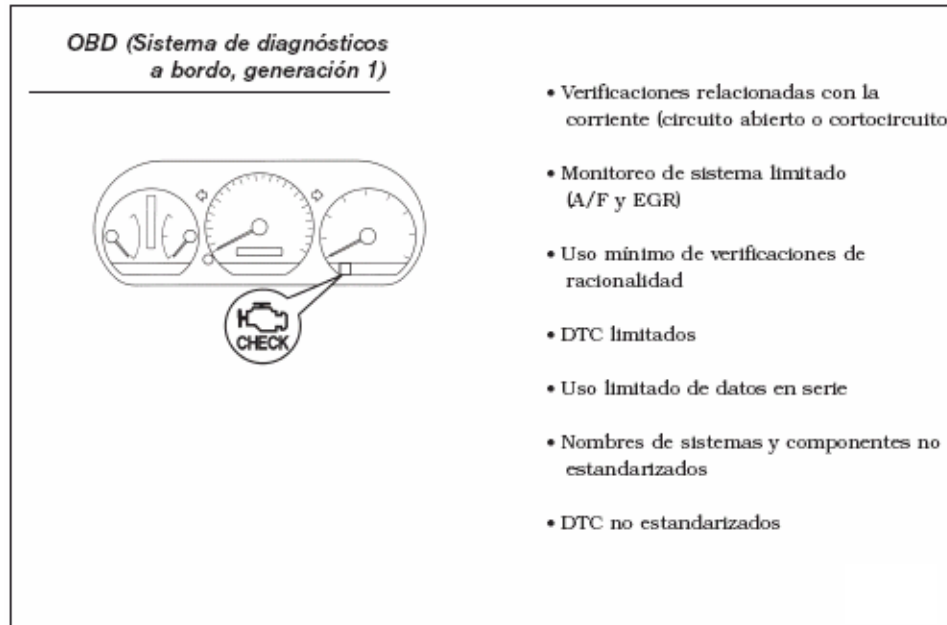 OBD (Sistema de diagnósticos
a bordo, generación 1)
CHECK
• Verificaciones relacionadas con la
corriente (circuito abierto o cortocircuito
• Monitoreo de sistema limitado
(A/F y EGR)
• Uso mínimo de verificaciones de
racionalidad
• DTC limitados
• Uso limitado de datos en serie
• Nombres de sistemas y componentes no
estandarizados
• DTC no estandarizados